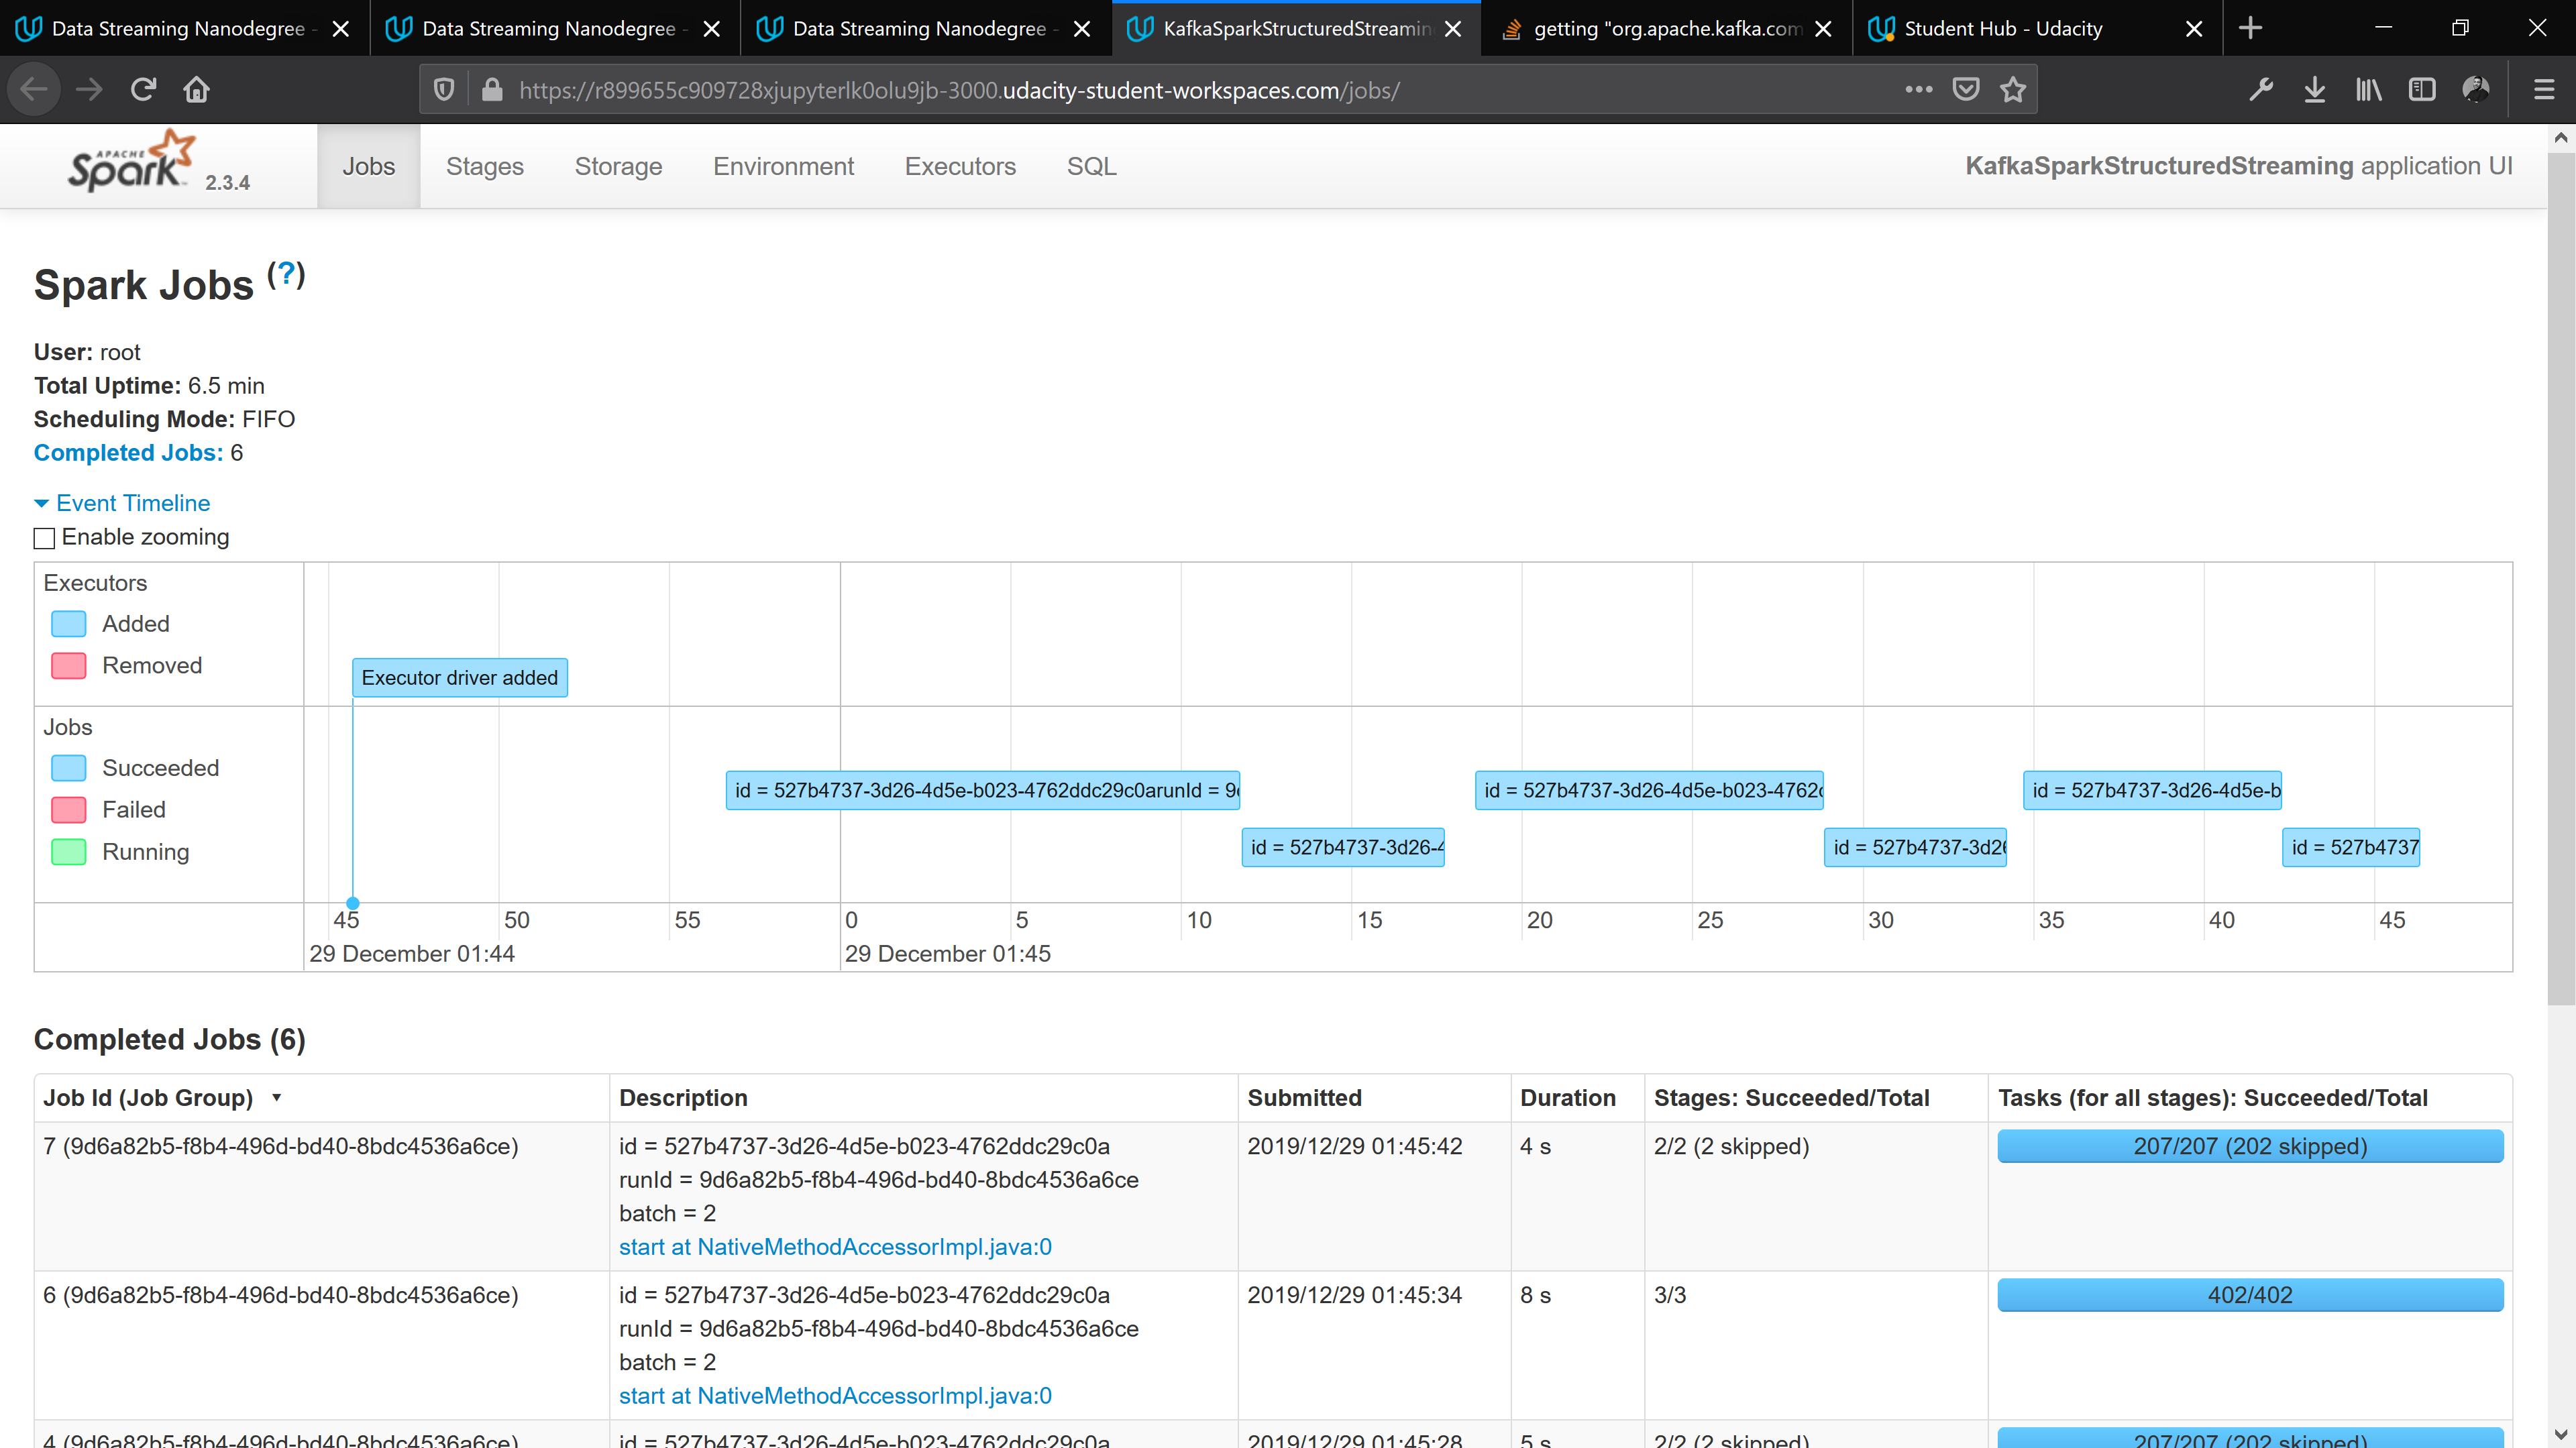 Data Streaming Nanodegree -
Data Streaming Nanodegree -
Data Streaming Nanodegree -
KafkaSparkStructuredStreamin
getting "org.apache.kafka.com
Student Hub - Udacity
https://r899655c909728xjupyterlk0olu9jb-3000.udacity-student-workspaces.com/jobs/
APACHE Spark 2.3.4
Jobs
Stages
Storage
Environment
Executors
SQL
KafkaSparkStructuredStreaming application UI
Spark Jobs (?)
User: root
Total Uptime: 6.5 min
Scheduling Mode: FIFO
Completed Jobs: 6
Event Timeline
Enable zooming
Executors
Added
Removed
Executor driver added
Jobs
Succeeded
Failed
Running
id = 527b4737-3d26-4d5e-b023-4762ddc29c0arunId = 9
id = 527b4737-3d26-4d5e-b023-4762
id = 527b4737-3d26-4d5e-b
id = 527b4737-3d26-4
id = 527b4737-3d26
id = 527b4737
45 50 55 0 5 10 15 20 25 30 35 40 45
29 December 01:44
29 December 01:45
Completed Jobs (6)
Job Id (Job Group) Description Submitted Duration Stages: Succeeded/Total Tasks (for all stages): Succeeded/Total
7 (9d6a82b5-f8b4-496d-bd40-8bdc4536a6ce) id = 527b4737-3d26-4d5e-b023-4762ddc29c0a 2019/12/29 01:45:42 4 s 2/2 (2 skipped) 207/207 (202 skipped)
runId = 9d6a82b5-f8b4-496d-bd40-8bdc4536a6ce
batch = 2
start at NativeMethodAccessorImpl.java:0
6 (9d6a82b5-f8b4-496d-bd40-8bdc4536a6ce) id = 527b4737-3d26-4d5e-b023-4762ddc29c0a 2019/12/29 01:45:34 8 s 3/3 402/402
runId = 9d6a82b5-f8b4-496d-bd40-8bdc4536a6ce
batch = 2
start at NativeMethodAccessorImpl.java:0
4 (9d6a82b5-f8b4-496d-bd40-8bdc4536a6ce) id = 527b4737-3d26-4d5e-b023-4762ddc29c0a 2019/12/29 01:45:28 5 s 2/2 (2 skipped) 207/207 (202 skipped)